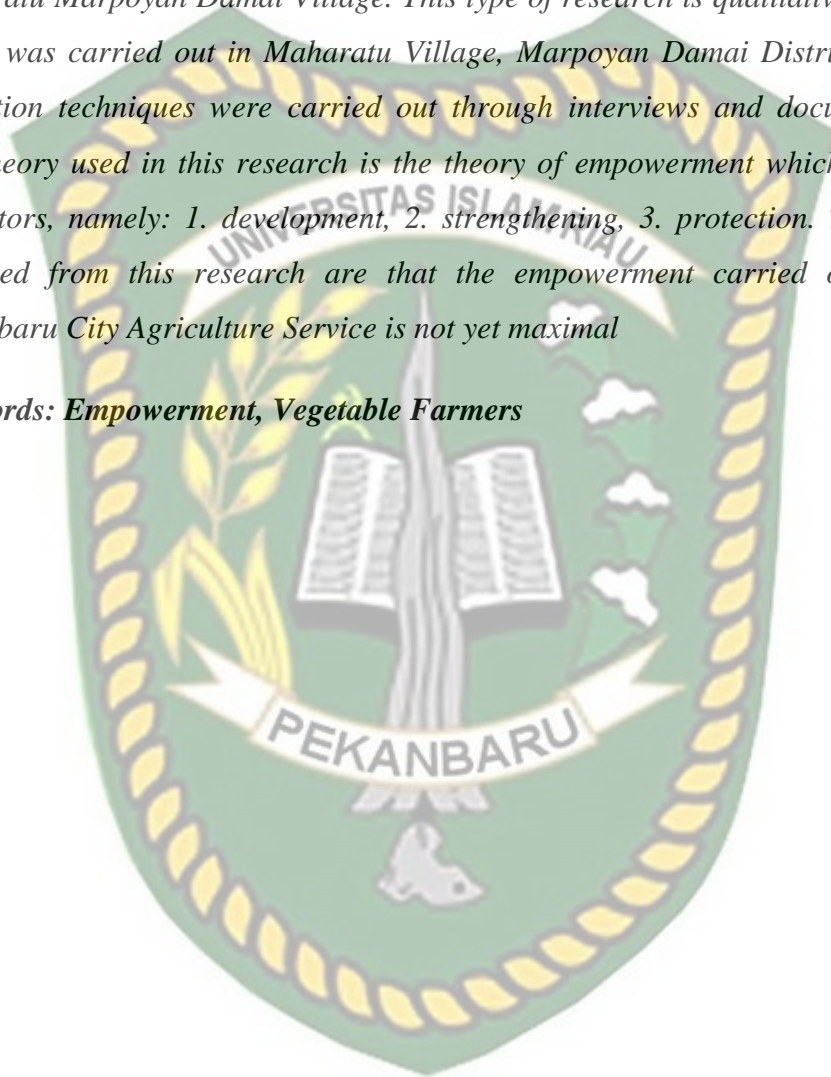 ratu Marpoyan Damai Village. This type of research is qualitative
was carried out in Maharatu Village, Marpoyan Damai Distri
tion techniques were carried out through interviews and docu
heory used in this research is the theory of empowerment which
tors, namely: 1. development, 2. strengthening, 3. protection.
ed from this research are that the empowerment carried o
baru City Agriculture Service is not yet maximal
ords: Empowerment, Vegetable Farmers
UNIVERSITAS ISLAM RIAU
PEKANBARU